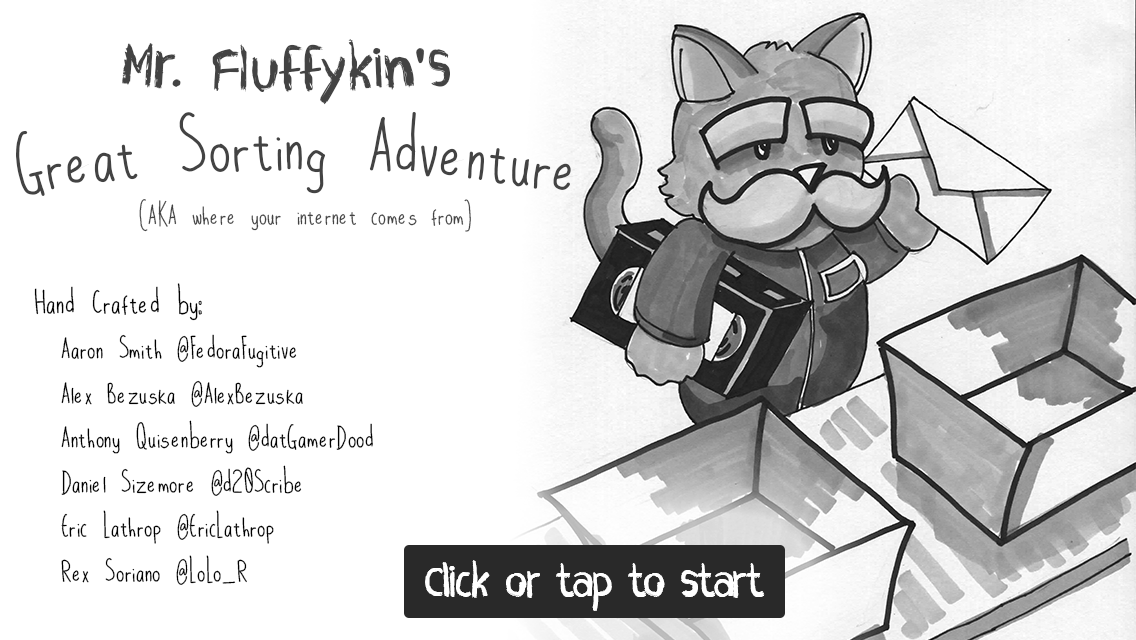 Mr. Fluffykin's
Great Sorting Adventure
(AKA where your internet comes from)
Hand Crafted by:
Aaron Smith @FedoraFugitive
Alex Bezuska @AlexBezuska
Anthony Quisenberry @datGamerDood
Daniel Sizemore @d20Scribe
Eric Lathrop @EricLathrop
Rex Soriano @LoLo_R
Click or tap to start